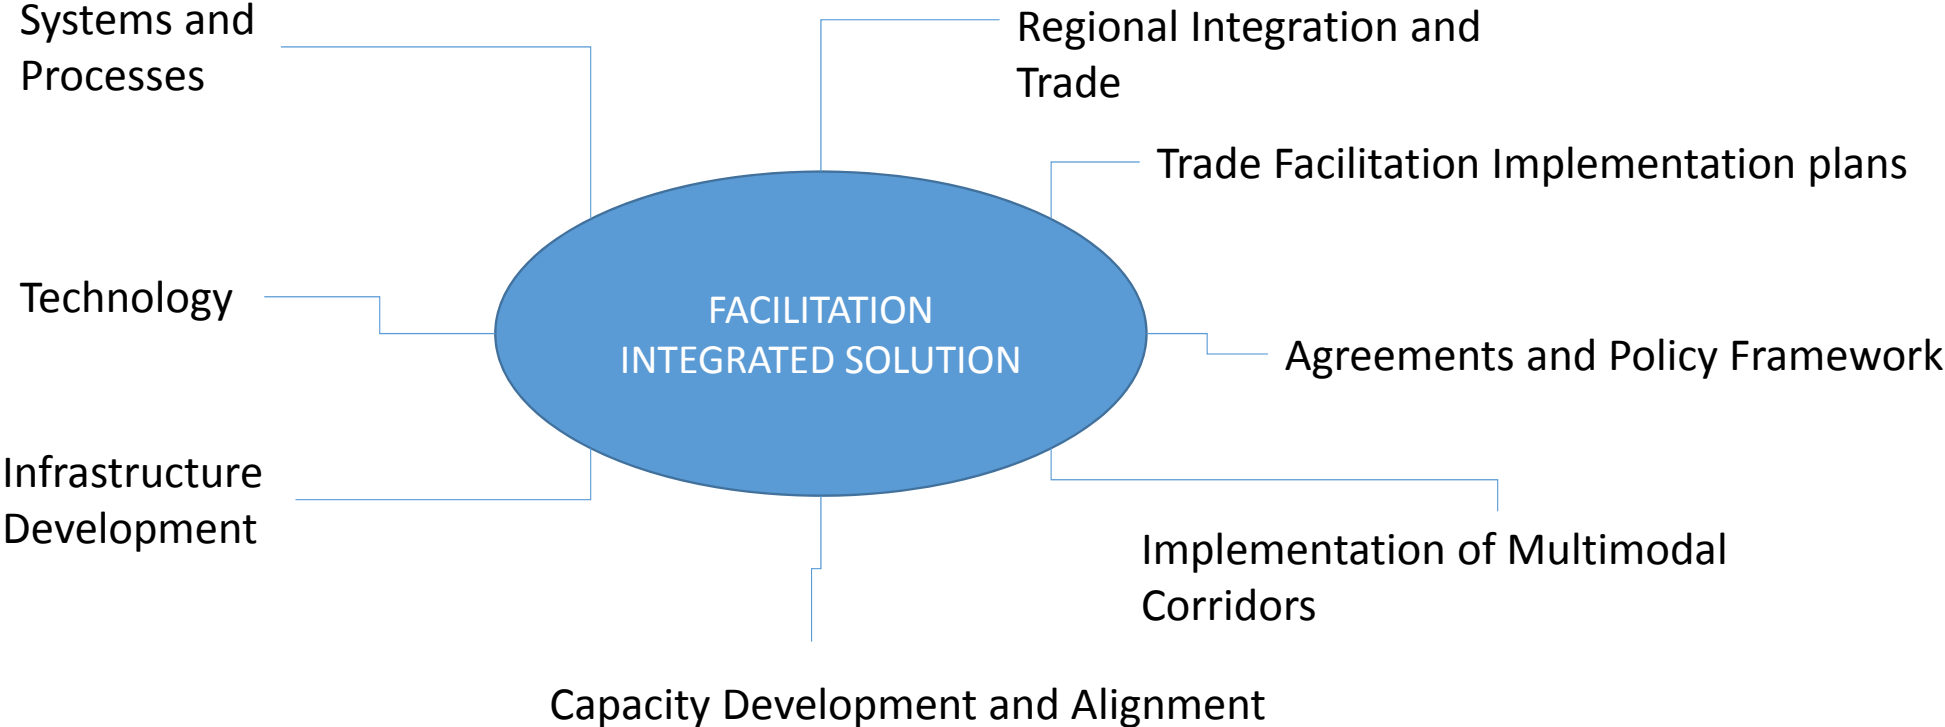 Systems and
Processes
Regional Integration and
Trade
Trade Facilitation Implementation plans
Technology
FACILITATION
INTEGRATED SOLUTION
Agreements and Policy Framework
Infrastructure
Development
Implementation of Multimodal
Corridors
Capacity Development and Alignment